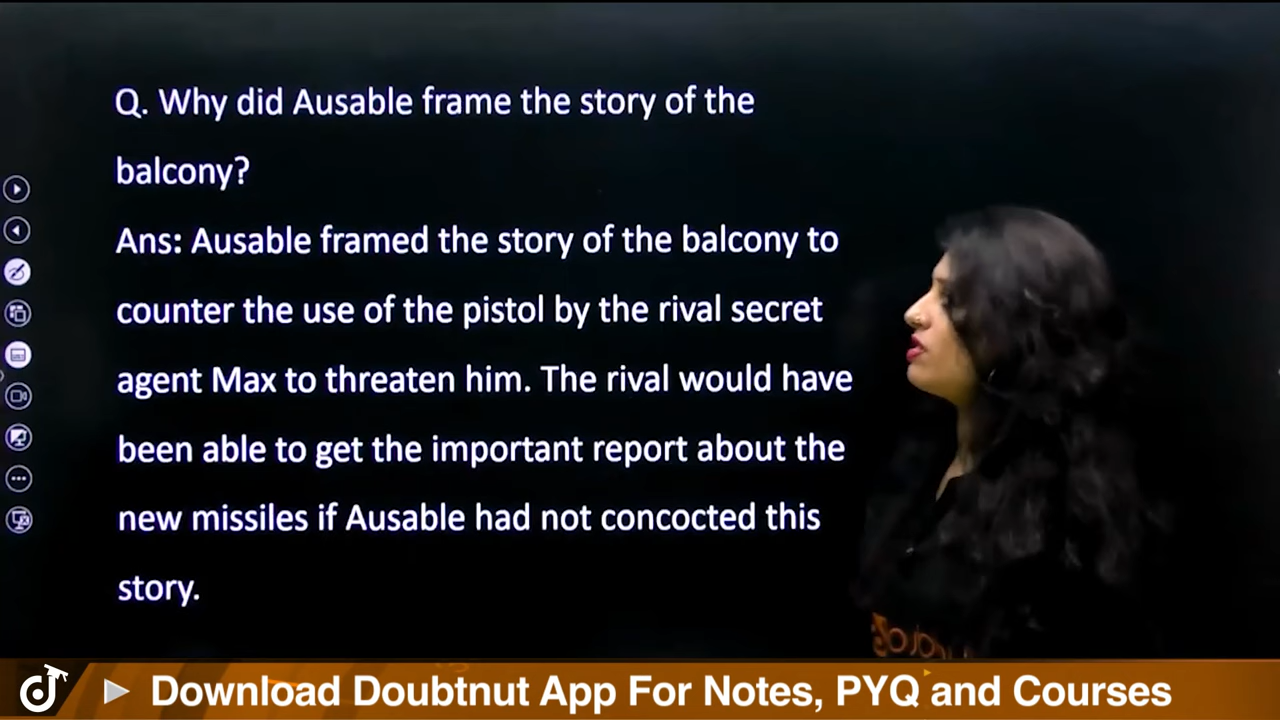 Q. Why did Ausable frame the story of the
balcony?
Ans: Ausable framed the story of the balcony to
counter the use of the pistol by the rival secret
agent Max to threaten him. The rival would have
been able to get the important report about the
new missiles if Ausable had not concocted this
story.
Download Doubtnut App For Notes, PYQ and Courses